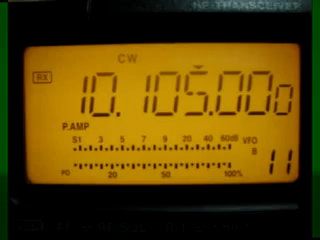 HF TRANSCEIVER
CW
RX
10.105.000
P.AMP
S1 3 5 7 9 20 40 60dB VFO
B
11
PO 20 50 100%